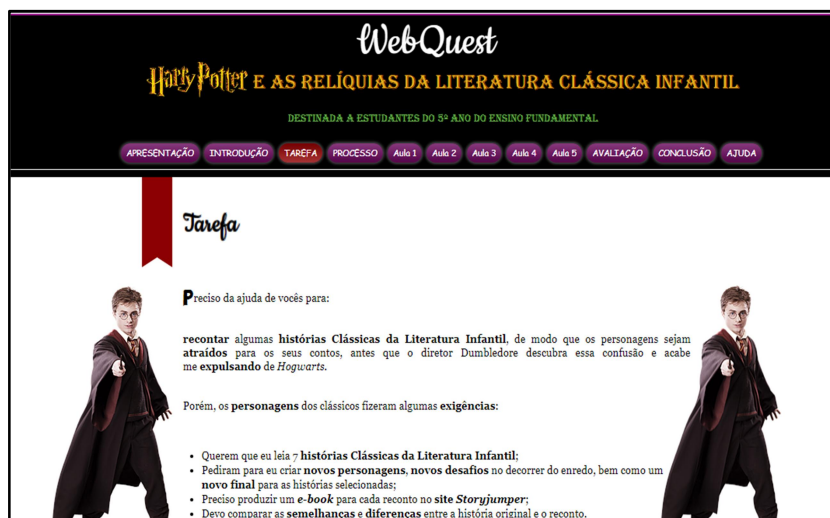 WebQuest
Harry Potter E AS RELÍQUIAS DA LITERATURA CLÁSSICA INFANTIL
DESTINADA A ESTUDANTES DO 5º ANO DO ENSINO FUNDAMENTAL
APRESENTAÇÃO INTRODUÇÃO TAREFA PROCESSO Aula 1 Aula 2 Aula 3 Aula 4 Aula 5 AVALIAÇÃO CONCLUSÃO AJUDA
Tarefa
Preciso da ajuda de vocês para:
recontar algumas histórias Clássicas da Literatura Infantil, de modo que os personagens sejam
atraídos para os seus contos, antes que o diretor Dumbledore descubra essa confusão e acabe
me expulsando de Hogwarts.
Porém, os personagens dos clássicos fizeram algumas exigências:
• Querem que eu leia 7 histórias Clássicas da Literatura Infantil;
• Pediram para eu criar novos personagens, novos desafios no decorrer do enredo, bem como um
novo final para as histórias selecionadas;
• Preciso produzir um e-book para cada reconto no site Storyjumper;
• Devo comparar as semelhanças e diferenças entre a história original e o reconto.